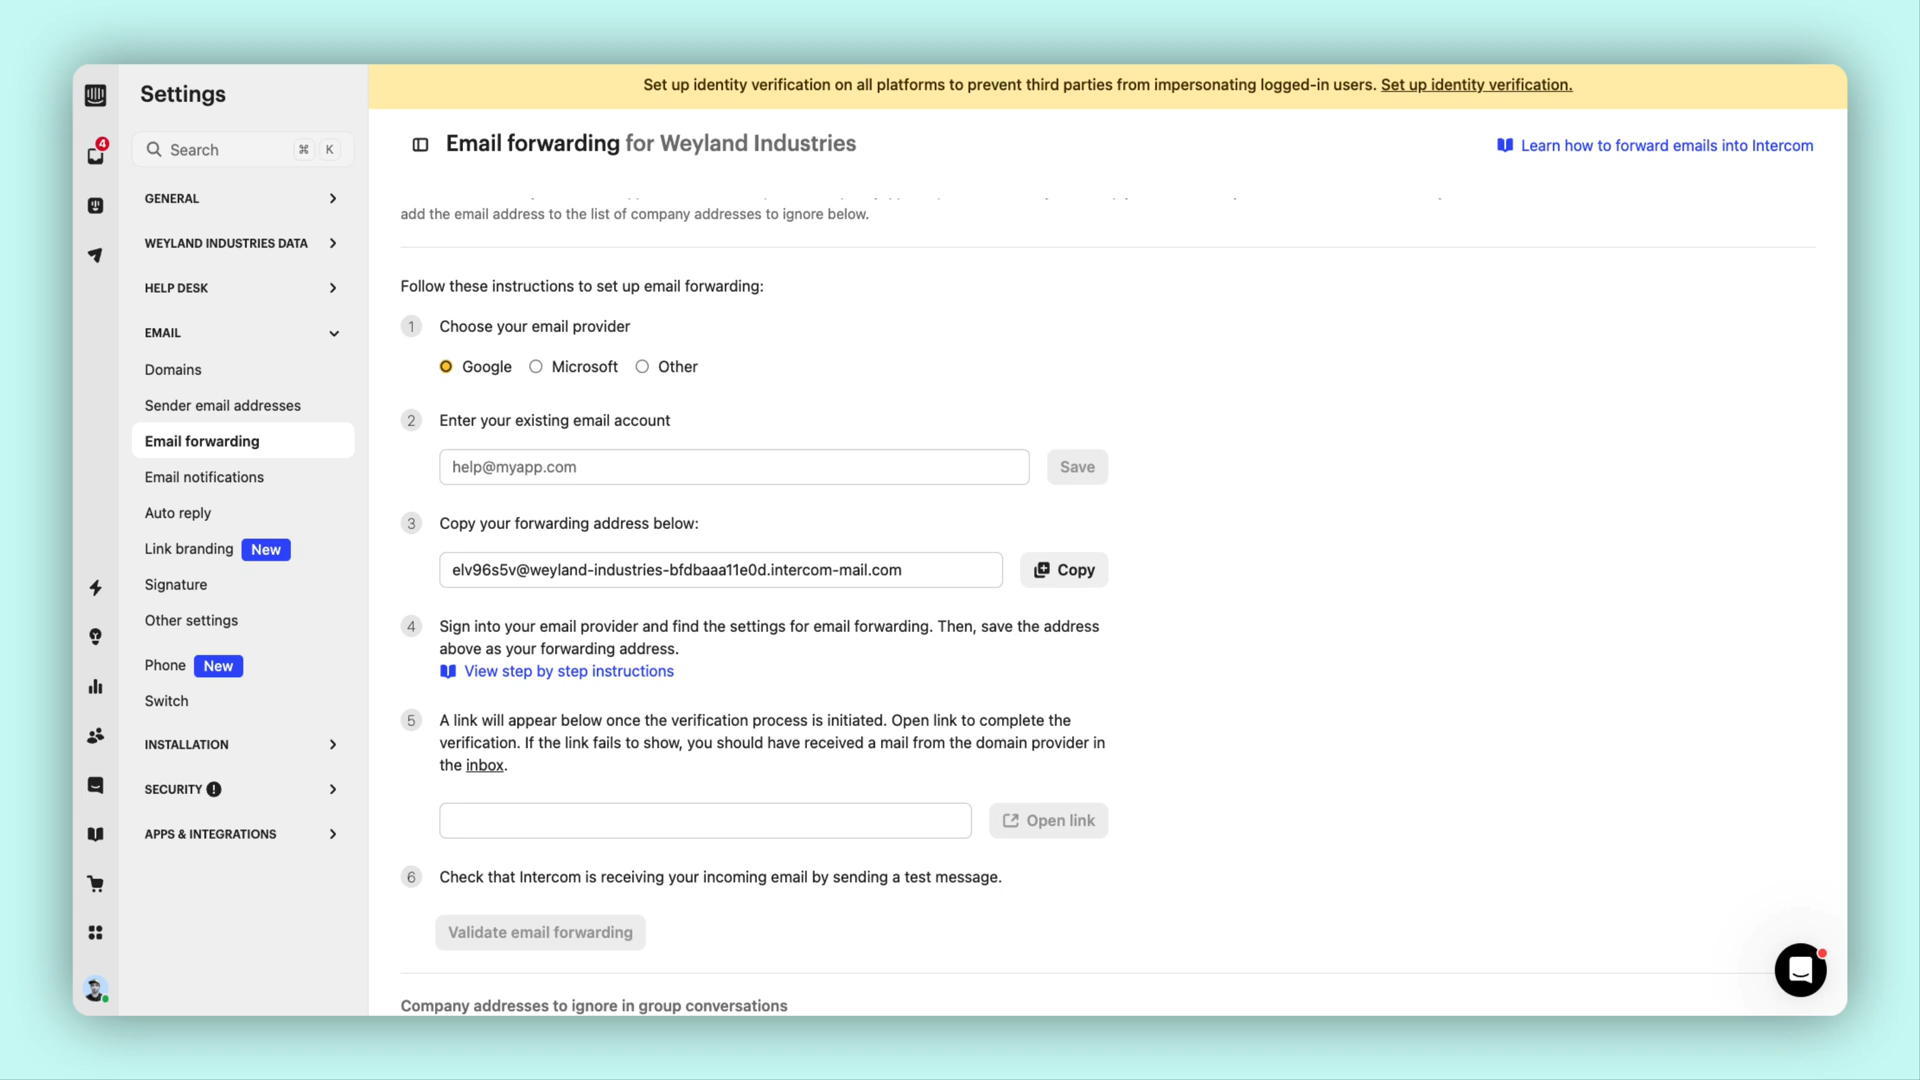 Settings
Set up identity verification on all platforms to prevent third parties from impersonating logged-in users. Set up identity verification.
4
Search ⌘ K
Email forwarding for Weyland Industries
Learn how to forward emails into Intercom
GENERAL
WEYLAND INDUSTRIES DATA
HELP DESK
EMAIL
Domains
Sender email addresses
Email forwarding
Email notifications
Auto reply
Link branding New
Signature
Other settings
Phone New
Switch
INSTALLATION
SECURITY
APPS & INTEGRATIONS
add the email address to the list of company addresses to ignore below.
Follow these instructions to set up email forwarding:
1 Choose your email provider
Google Microsoft Other
2 Enter your existing email account
help@myapp.com Save
3 Copy your forwarding address below:
elv96s5v@weyland-industries-bfdbaaa11e0d.intercom-mail.com Copy
4 Sign into your email provider and find the settings for email forwarding. Then, save the address
above as your forwarding address.
View step by step instructions
5 A link will appear below once the verification process is initiated. Open link to complete the
verification. If the link fails to show, you should have received a mail from the domain provider in
the inbox.
Open link
6 Check that Intercom is receiving your incoming email by sending a test message.
Validate email forwarding
Company addresses to ignore in group conversations